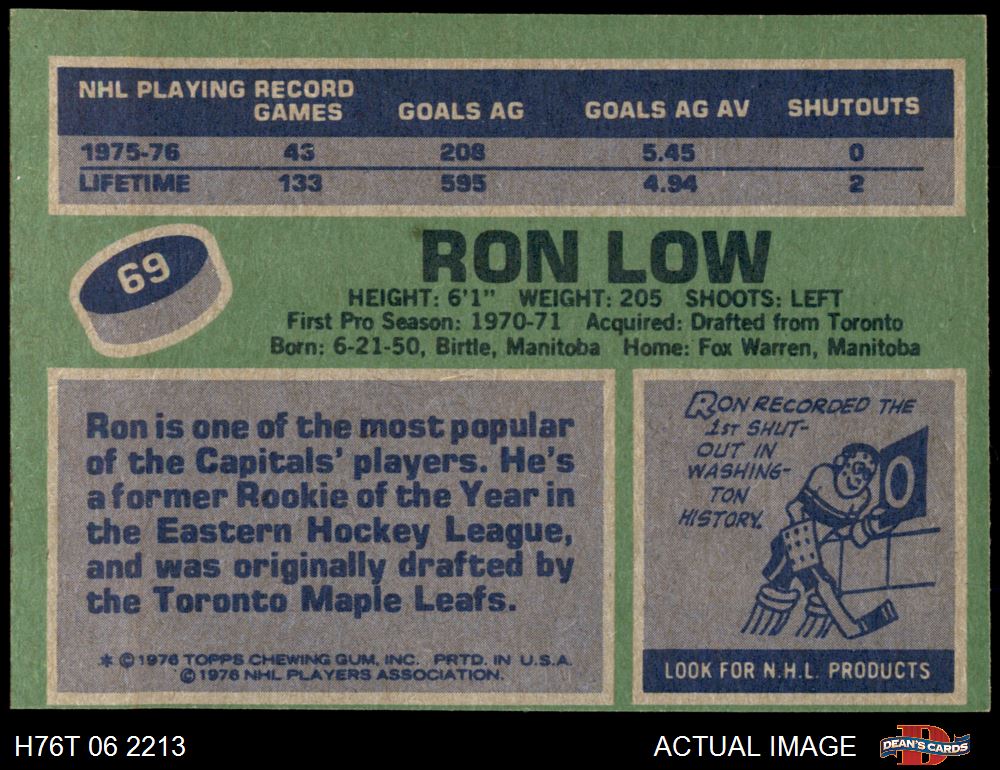 NHL PLAYING RECORD
GAMES GOALS AG GOALS AG AV SHUTOUTS
1975-76 43 208 5.45 0
LIFETIME 133 595 4.94 2
69
RON LOW
HEIGHT: 6'1" WEIGHT: 205 SHOOTS: LEFT
First Pro Season: 1970-71 Acquired: Drafted from Toronto
Born: 6-21-50, Birtle, Manitoba Home: Fox Warren, Manitoba
Ron is one of the most popular
of the Capitals' players. He's
a former Rookie of the Year in
the Eastern Hockey League,
and was originally drafted by
the Toronto Maple Leafs.
* © 1976 TOPPS CHEWING GUM, INC. PRTD. IN U.S.A.
© 1976 NHL PLAYERS ASSOCIATION.
RON RECORDED THE
1ST SHUT-
OUT IN
WASHING-
TON
HISTORY.
0
LOOK FOR N.H.L. PRODUCTS
H76T 06 2213
ACTUAL IMAGE
D
DEAN'S CARDS